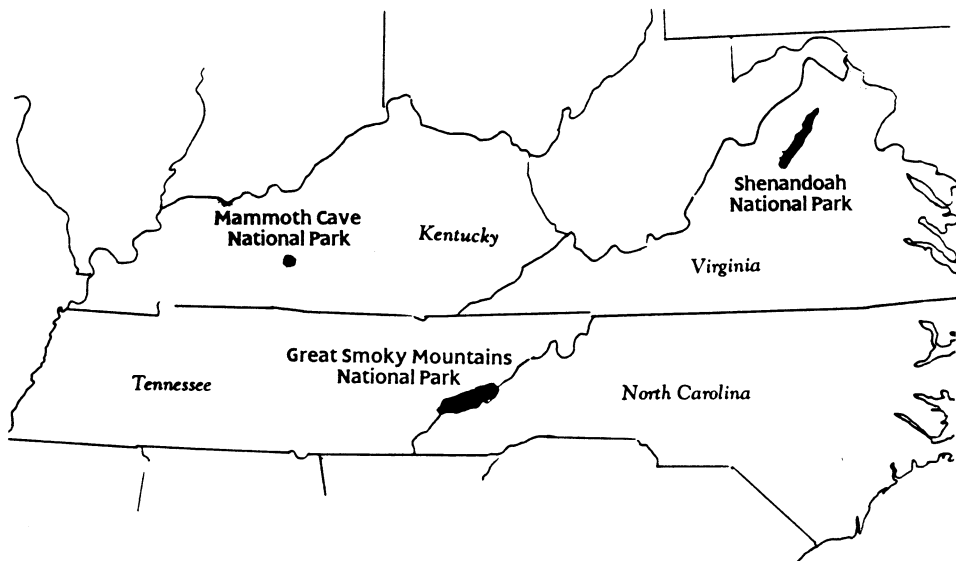 Shenandoah
National Park
Mammoth Cave
National Park
Kentucky
Virginia
Great Smoky Mountains
National Park
Tennessee
North Carolina